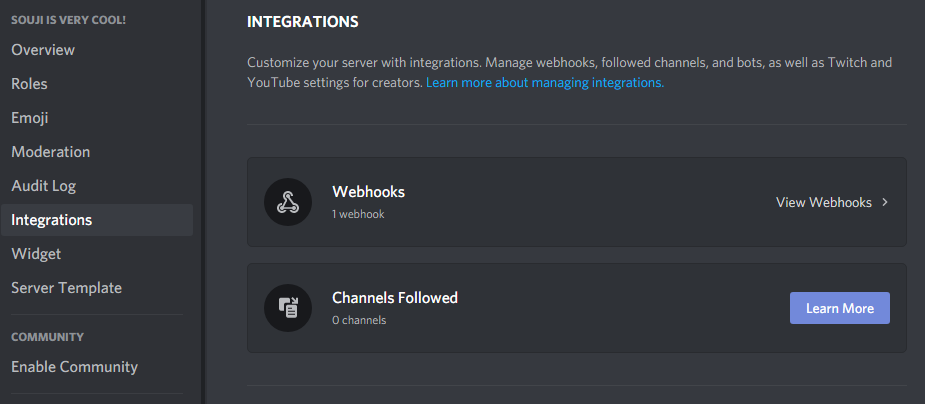 SOUJI IS VERY COOL!
Overview
Roles
Emoji
Moderation
Audit Log
Integrations
Widget
Server Template
COMMUNITY
Enable Community
INTEGRATIONS
Customize your server with integrations. Manage webhooks, followed channels, and bots, as well as Twitch and
YouTube settings for creators. Learn more about managing integrations.
Webhooks
1 webhook
View Webhooks
Channels Followed
0 channels
Learn More